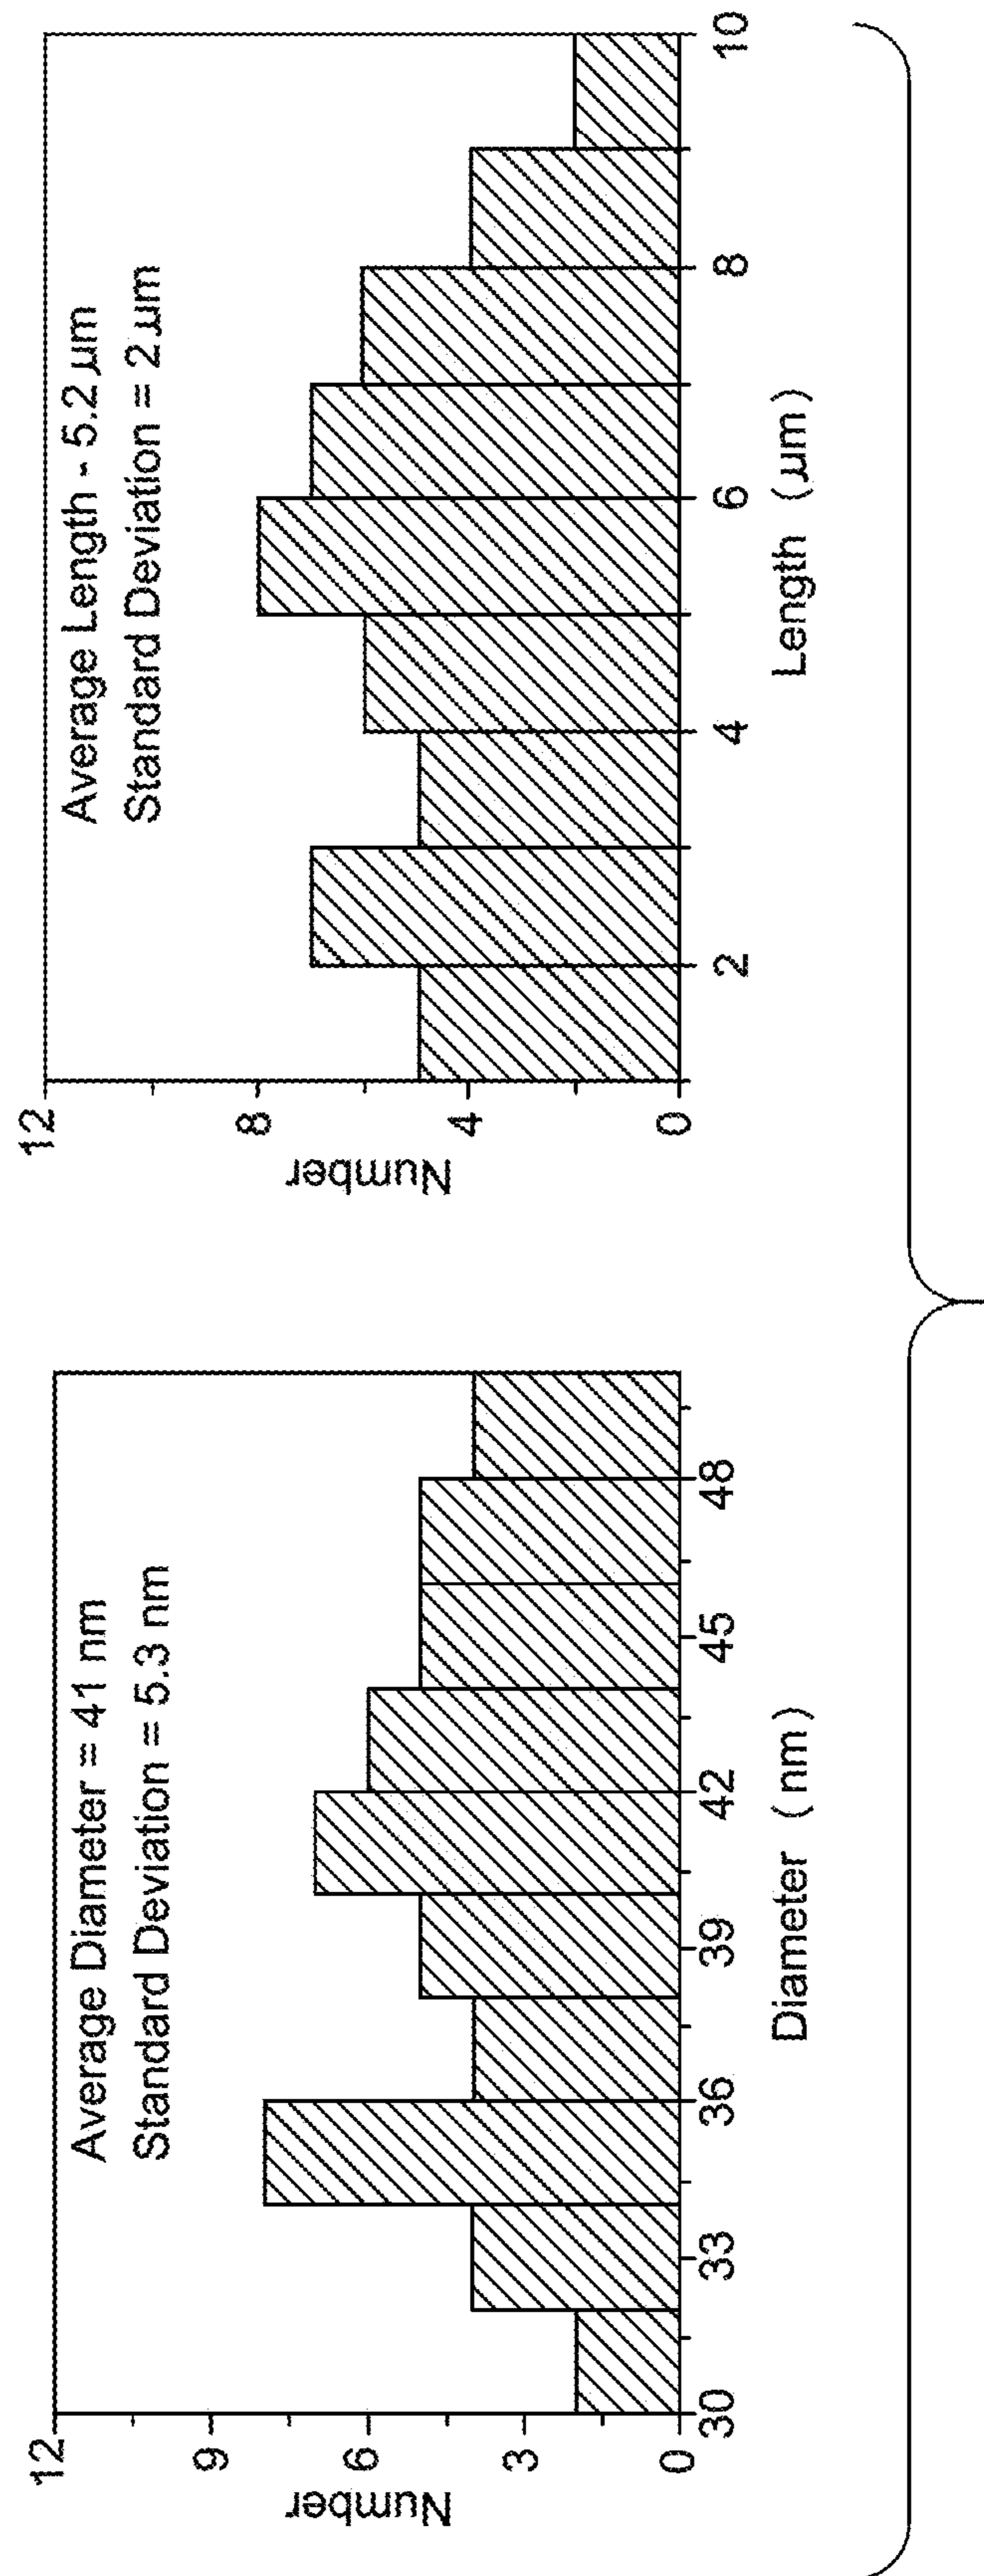 Average Diameter = 41 nm
Standard Deviation = 5.3 nm
12
9
6
3
0
Number
30 33 36 39 42 45 48
Diameter (nm)
Average Length - 5.2 µm
Standard Deviation = 2 µm
12
8
4
0
Number
2 4 6 8 10
Length (µm)